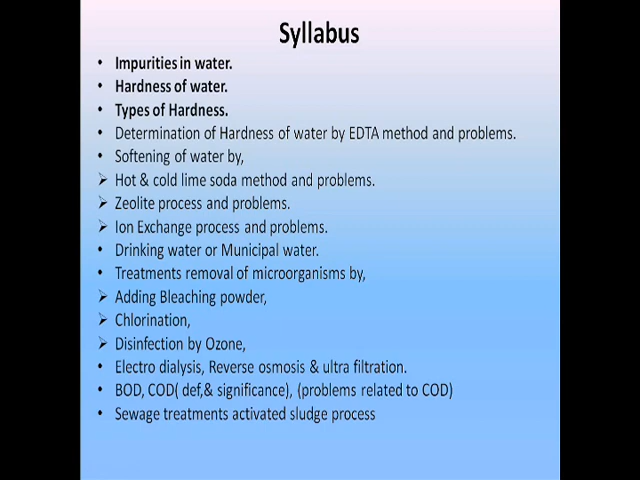 Syllabus
• Impurities in water.
• Hardness of water.
• Types of Hardness.
• Determination of Hardness of water by EDTA method and problems.
• Softening of water by,
➢ Hot & cold lime soda method and problems.
➢ Zeolite process and problems.
➢ Ion Exchange process and problems.
• Drinking water or Municipal water.
• Treatments removal of microorganisms by,
➢ Adding Bleaching powder,
➢ Chlorination,
➢ Disinfection by Ozone,
• Electro dialysis, Reverse osmosis & ultra filtration.
• BOD, COD( def,& significance), (problems related to COD)
• Sewage treatments activated sludge process